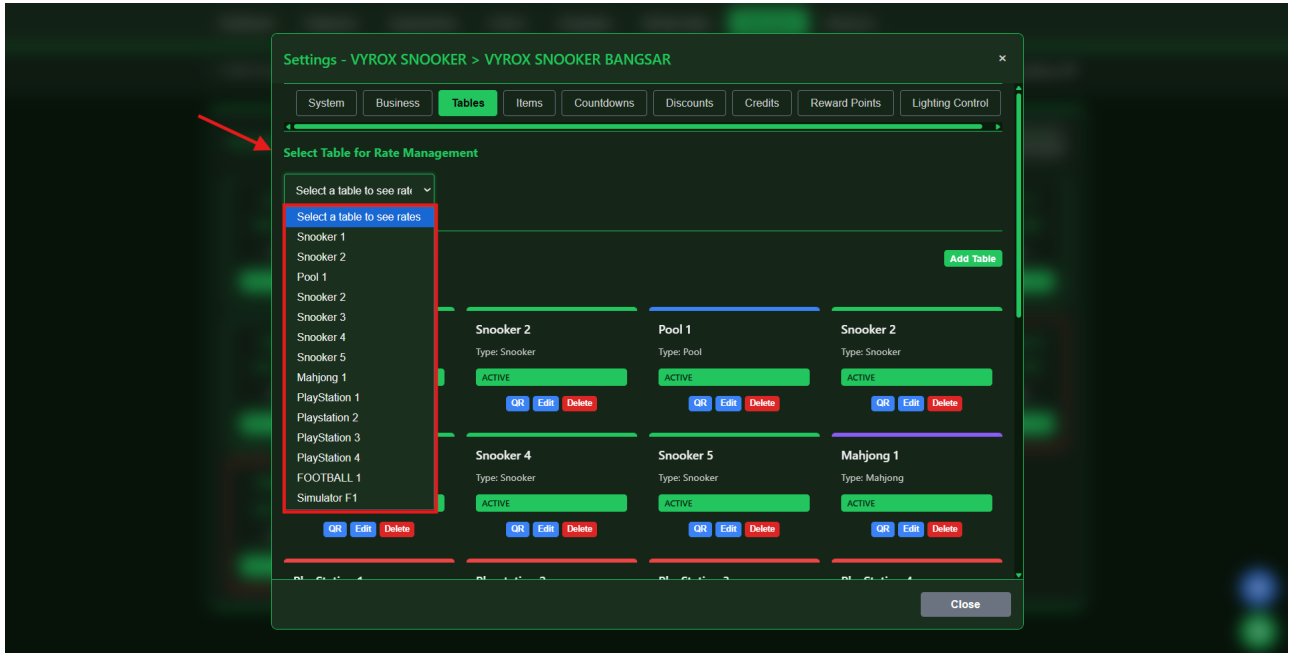 Settings - VYROX SNOOKER > VYROX SNOOKER BANGSAR ×
System Business Tables Items Countdowns Discounts Credits Reward Points Lighting Control
Select Table for Rate Management
Select a table to see
Select a table to see rates
Snooker 1
Snooker 2
Pool 1
Snooker 2
Snooker 3
Snooker 4
Snooker 5
Mahjong 1
PlayStation 1
Playstation 2
PlayStation 3
PlayStation 4
FOOTBALL 1
Simulator F1
Add Table
Snooker 2 Pool 1 Snooker 2
Type: Snooker Type: Pool Type: Snooker
ACTIVE ACTIVE ACTIVE
QR Edit Delete QR Edit Delete QR Edit Delete
Snooker 4 Snooker 5 Mahjong 1
Type: Snooker Type: Snooker Type: Mahjong
ACTIVE ACTIVE ACTIVE
QR Edit Delete QR Edit Delete QR Edit Delete QR Edit Delete
Close